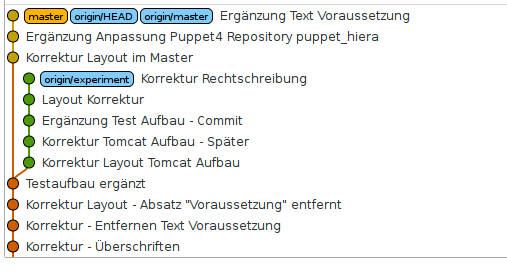 master origin/HEAD origin/master Ergänzung Text Voraussetzung
Ergänzung Anpassung Puppet4 Repository puppet_hiera
Korrektur Layout im Master
origin/experiment Korrektur Rechtschreibung
Layout Korrektur
Ergänzung Test Aufbau - Commit
Korrektur Tomcat Aufbau - Später
Korrektur Layout Tomcat Aufbau
Testaufbau ergänzt
Korrektur Layout - Absatz "Voraussetzung" entfernt
Korrektur - Entfernen Text Voraussetzung
Korrektur - Überschriften